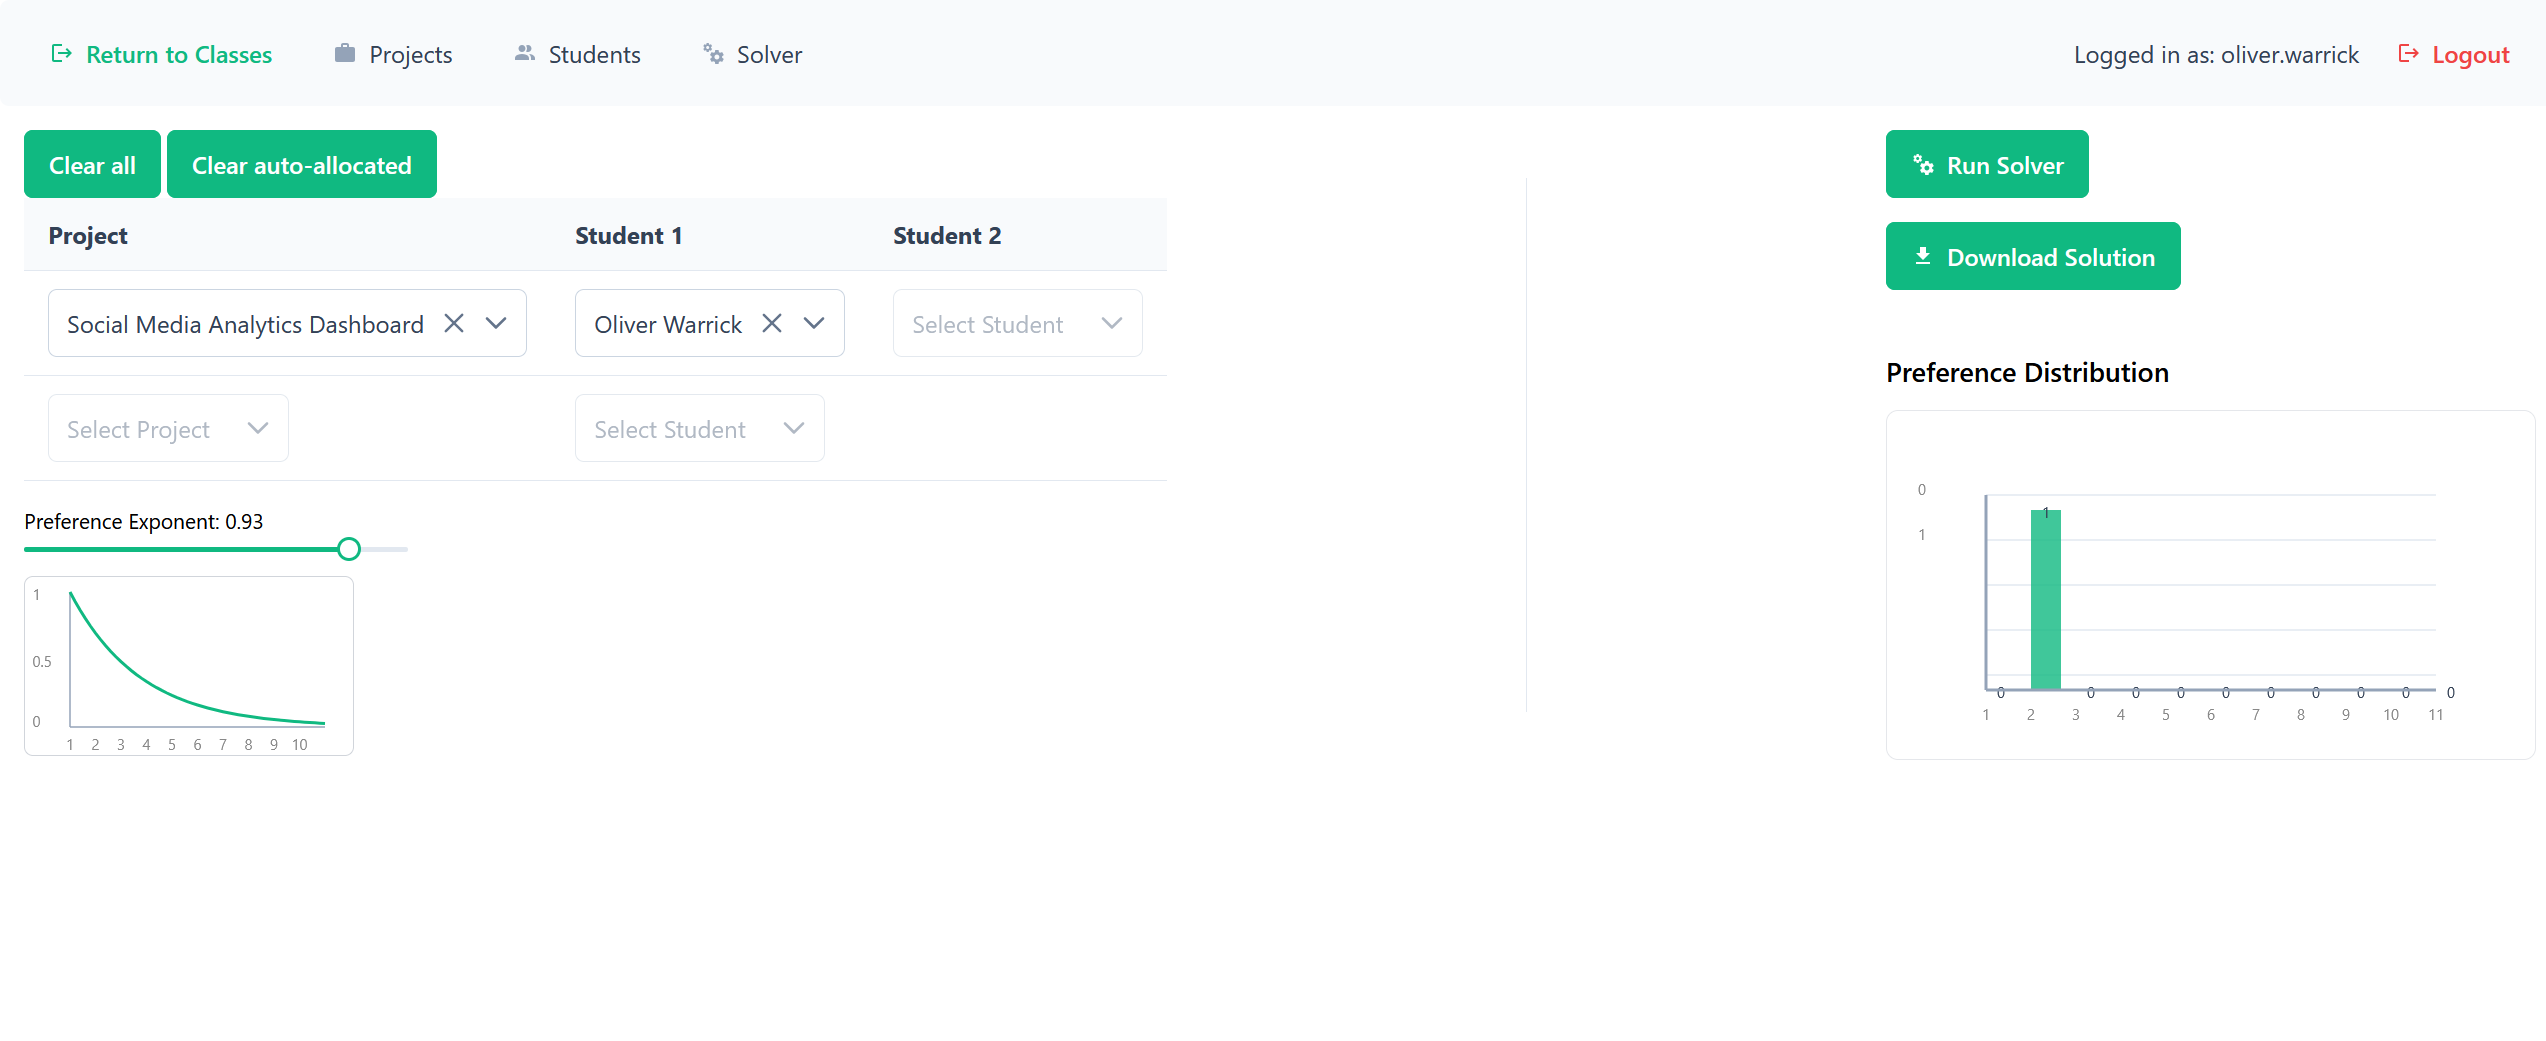 Return to Classes Projects Students Solver Logged in as: oliver.warrick Logout
Clear all Clear auto-allocated
Project Student 1 Student 2
Social Media Analytics Dashboard Oliver Warrick Select Student
Select Project Select Student
Preference Exponent: 0.93
1
0.5
0
1 2 3 4 5 6 7 8 9 10
Run Solver
Download Solution
Preference Distribution
0
1
1
0 0 0 0 0 0 0 0 0 0
1 2 3 4 5 6 7 8 9 10 11